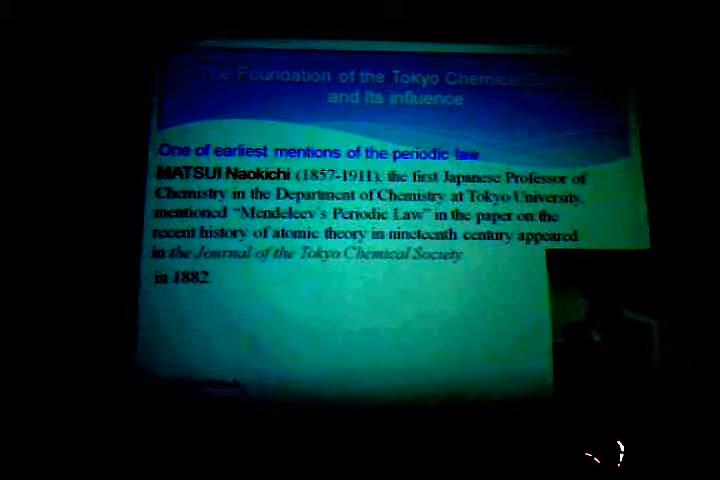 The Foundation of the Tokyo Chemical
and Its influence
One of earliest mentions of the periodic law
MATSUI Naokichi (1857-1911), the first Japanese Professor of
Chemistry in the Department of Chemistry at Tokyo University,
mentioned "Mendeleev's Periodic Law" in the paper on the
recent history of atomic theory in nineteenth century appeared
in the Journal of the Tokyo Chemical Society
in 1882